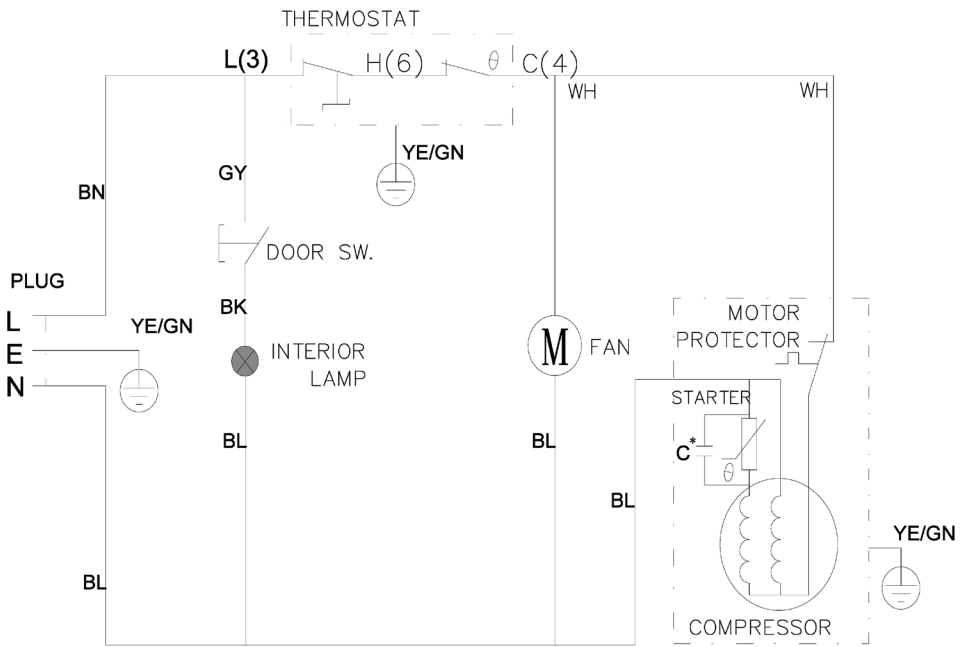 THERMOSTAT
L(3)
H(6)
θ
C(4)
WH
WH
YE/GN
GY
BN
DOOR SW.
PLUG
BK
L
YE/GN
MOTOR
PROTECTOR
E
INTERIOR
LAMP
M
FAN
N
STARTER
C*
θ
BL
BL
BL
YE/GN
BL
COMPRESSOR